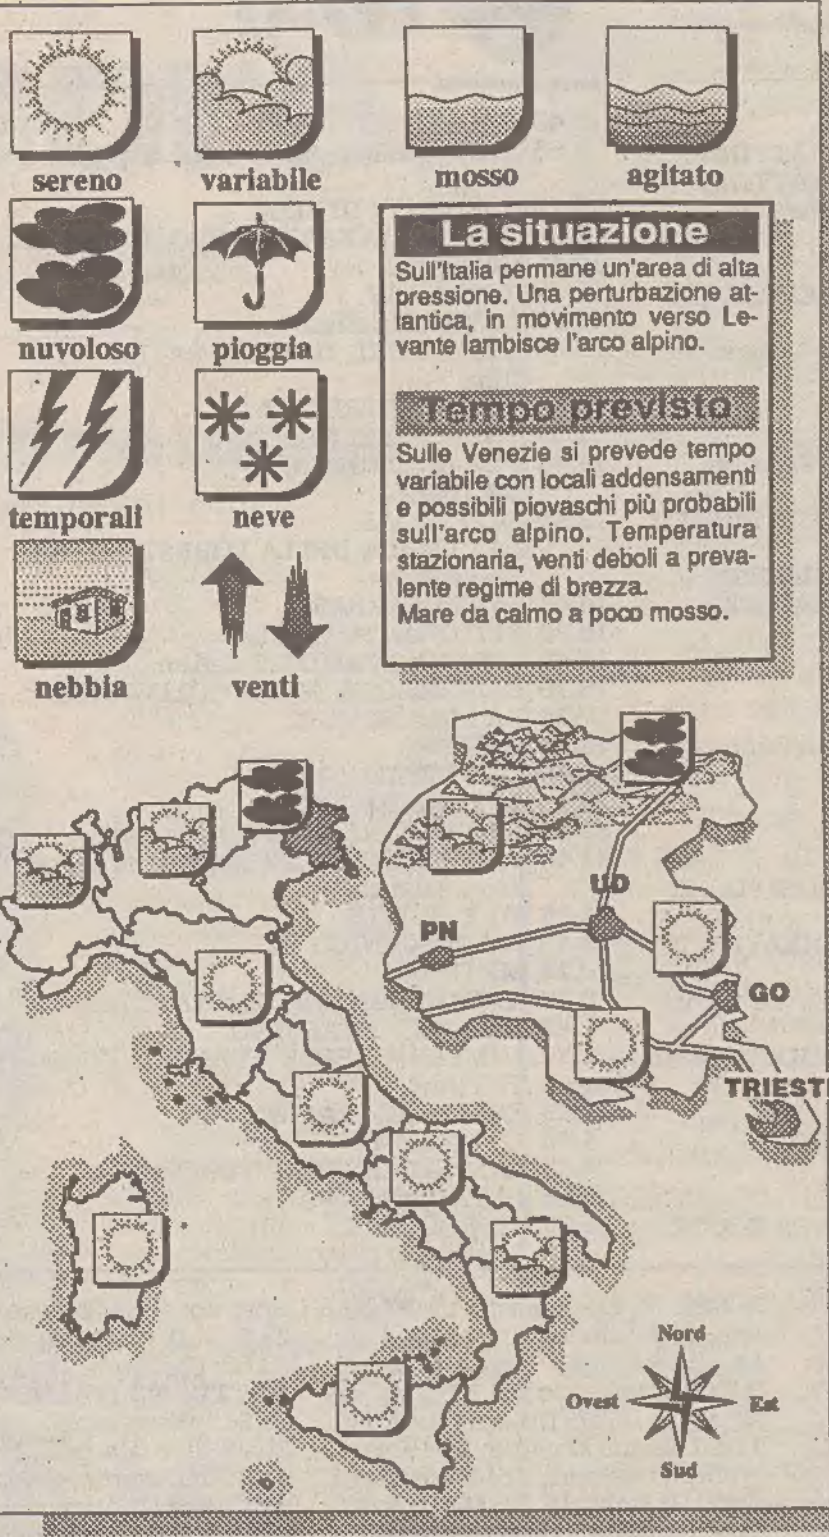 sereno
variabile
mosso
agitato
nuvoloso
pioggia
temporali
neve
nebbia
venti
La situazione
Sull'Italia permane un'area di alta
pressione. Una perturbazione at-
lantica, in movimento verso Le-
vante lambisce l'arco alpino.
Tempo previsto
Sulle Venezie si prevede tempo
variabile con locali addensamenti
e possibili piovaschi più probabili
sull'arco alpino. Temperatura
stazionaria, venti deboli a preva-
lente regime di brezza.
Mare da calmo a poco mosso.
UD
PN
GO
TRIEST
Nord
Ovest
Est
Sud